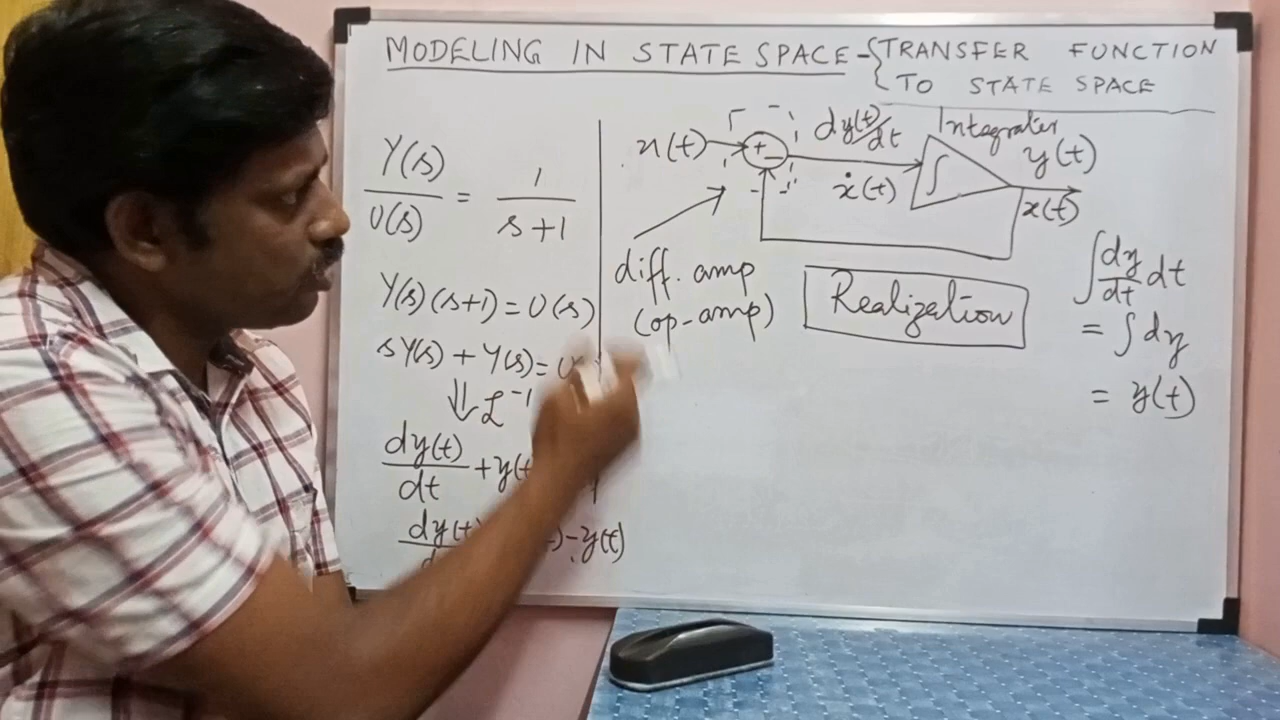 MODELING IN STATE SPACE - { TRANSFER FUNCTION
TO STATE SPACE
Y(s)/U(s) = 1/s+1
Y(s)(s+1) = U(s)
sY(s) + Y(s) = U
⇓ ℒ⁻¹
dy(t)/dt + y(t
dy(t) - y(t)
u(t)
+
-
dy(t)/dt
ẋ(t)
Integrater
∫
y(t)
x(t)
diff. amp
(op-amp)
Realization
∫ dy/dt dt
= ∫ dy
= y(t)